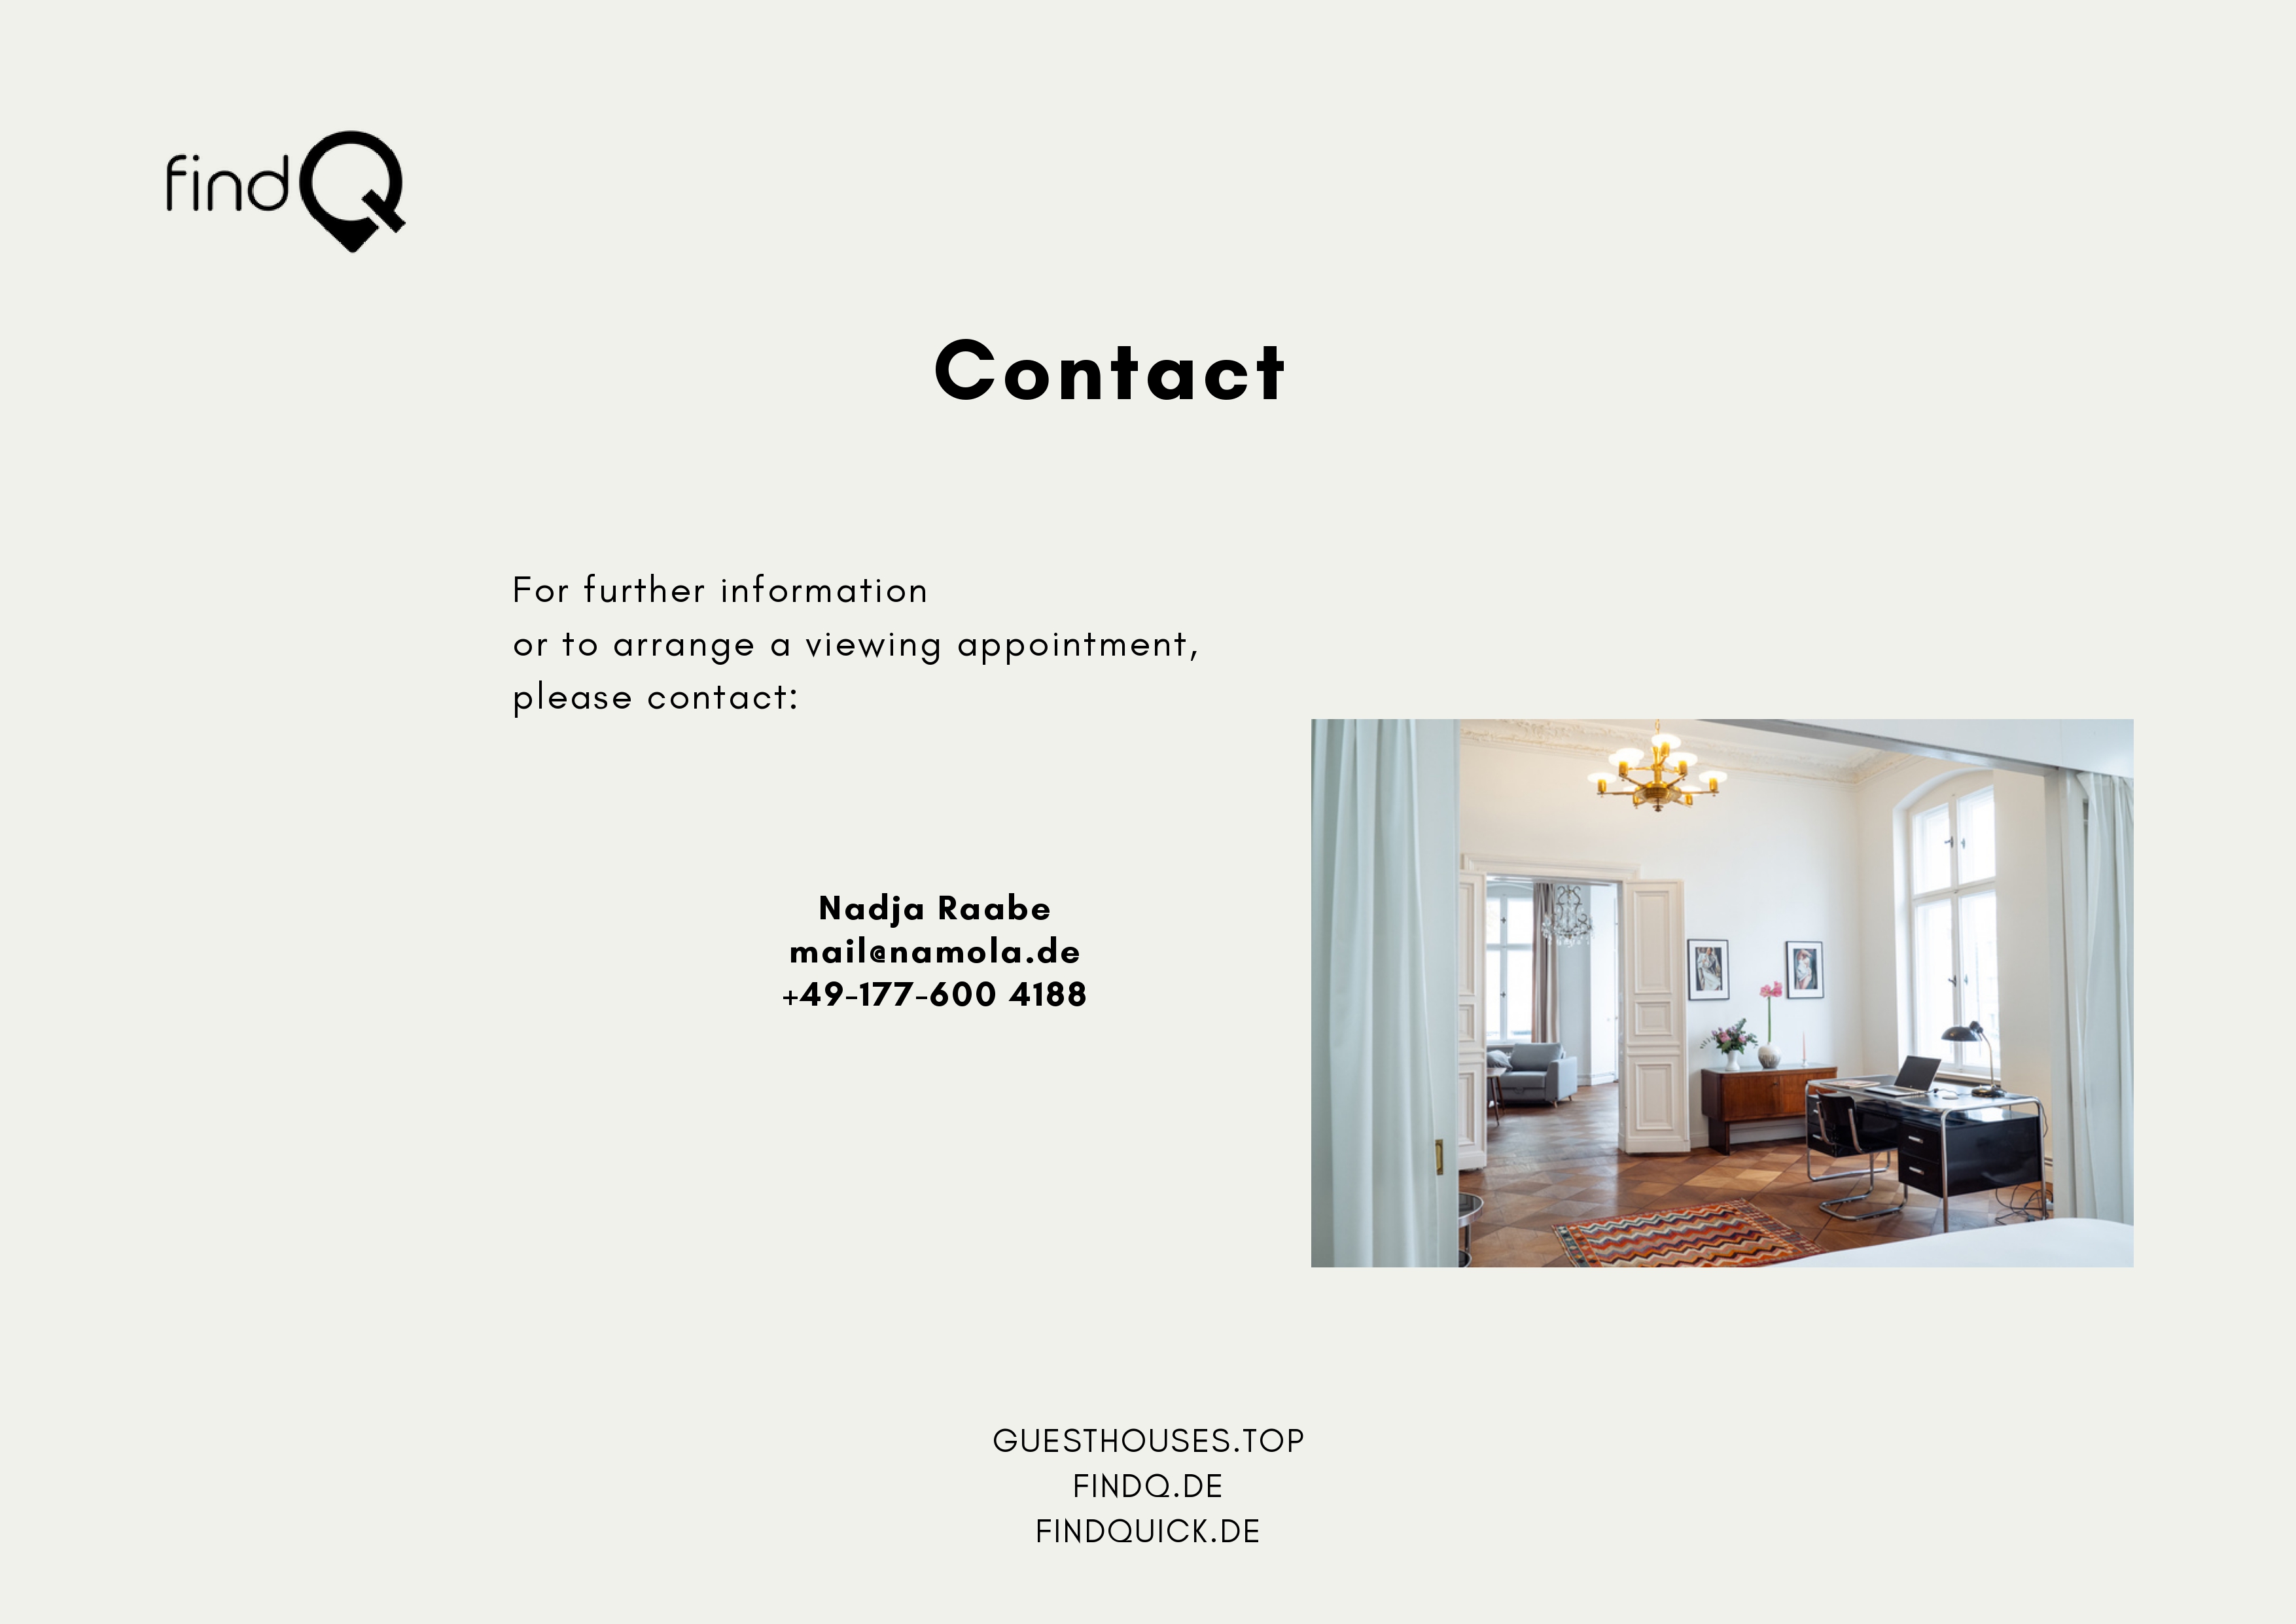 findQ
Contact
For further information
or to arrange a viewing appointment,
please contact:
Nadja Raabe
mail@namola.de
+49-177-600 4188
GUESTHOUSES.TOP
FINDQ.DE
FINDQUICK.DE